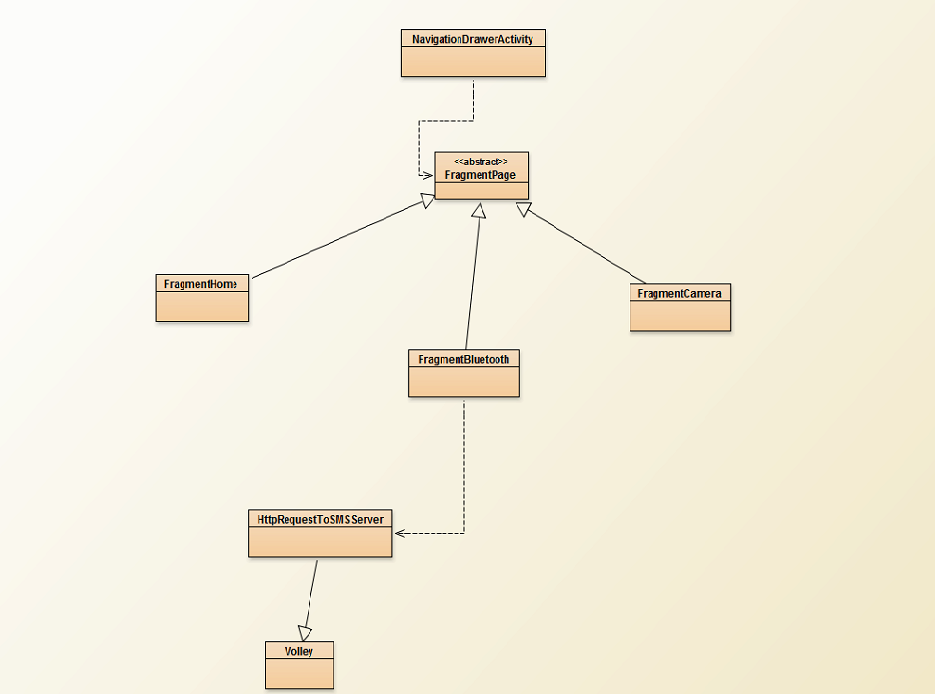 NavigationDrawerActivity
<<abstract>>
FragmentPage
FragmentHome
FragmentCamera
FragmentBluetooth
HttpRequestToSMSServer
Volley